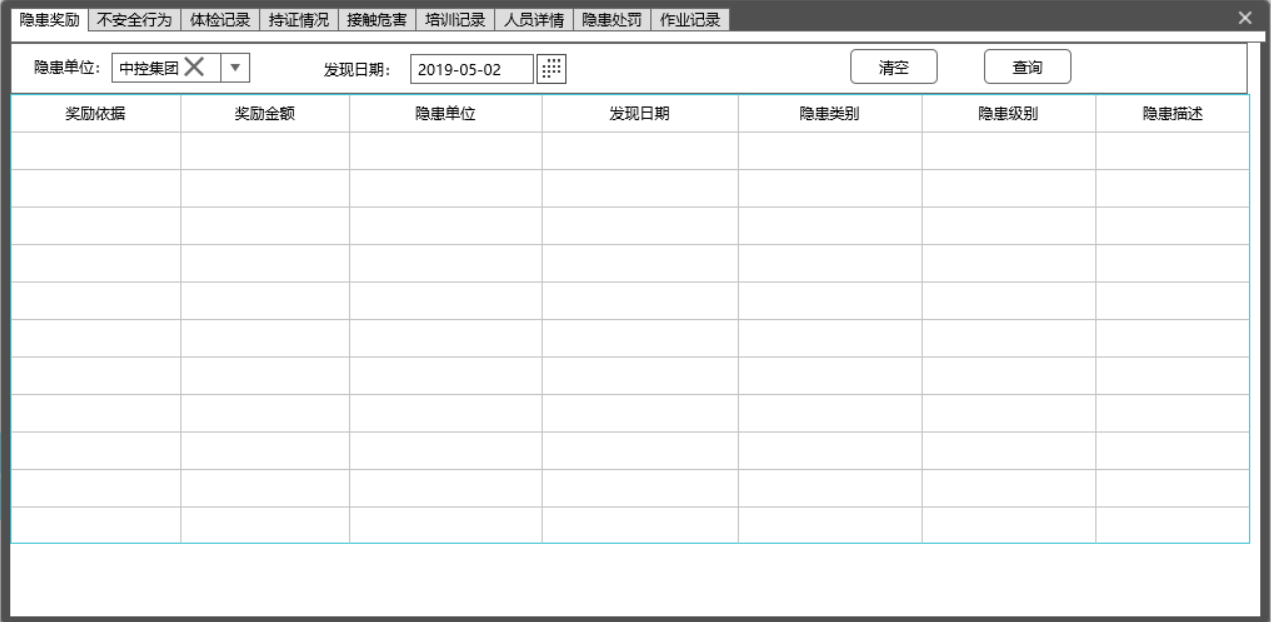 隐患奖励 不安全行为 体检记录 持证情况 接触危害 培训记录 人员详情 隐患处罚 作业记录
隐患单位: 中控集团 发现日期: 2019-05-02 清空 查询
奖励依据 奖励金额 隐患单位 发现日期 隐患类别 隐患级别 隐患描述